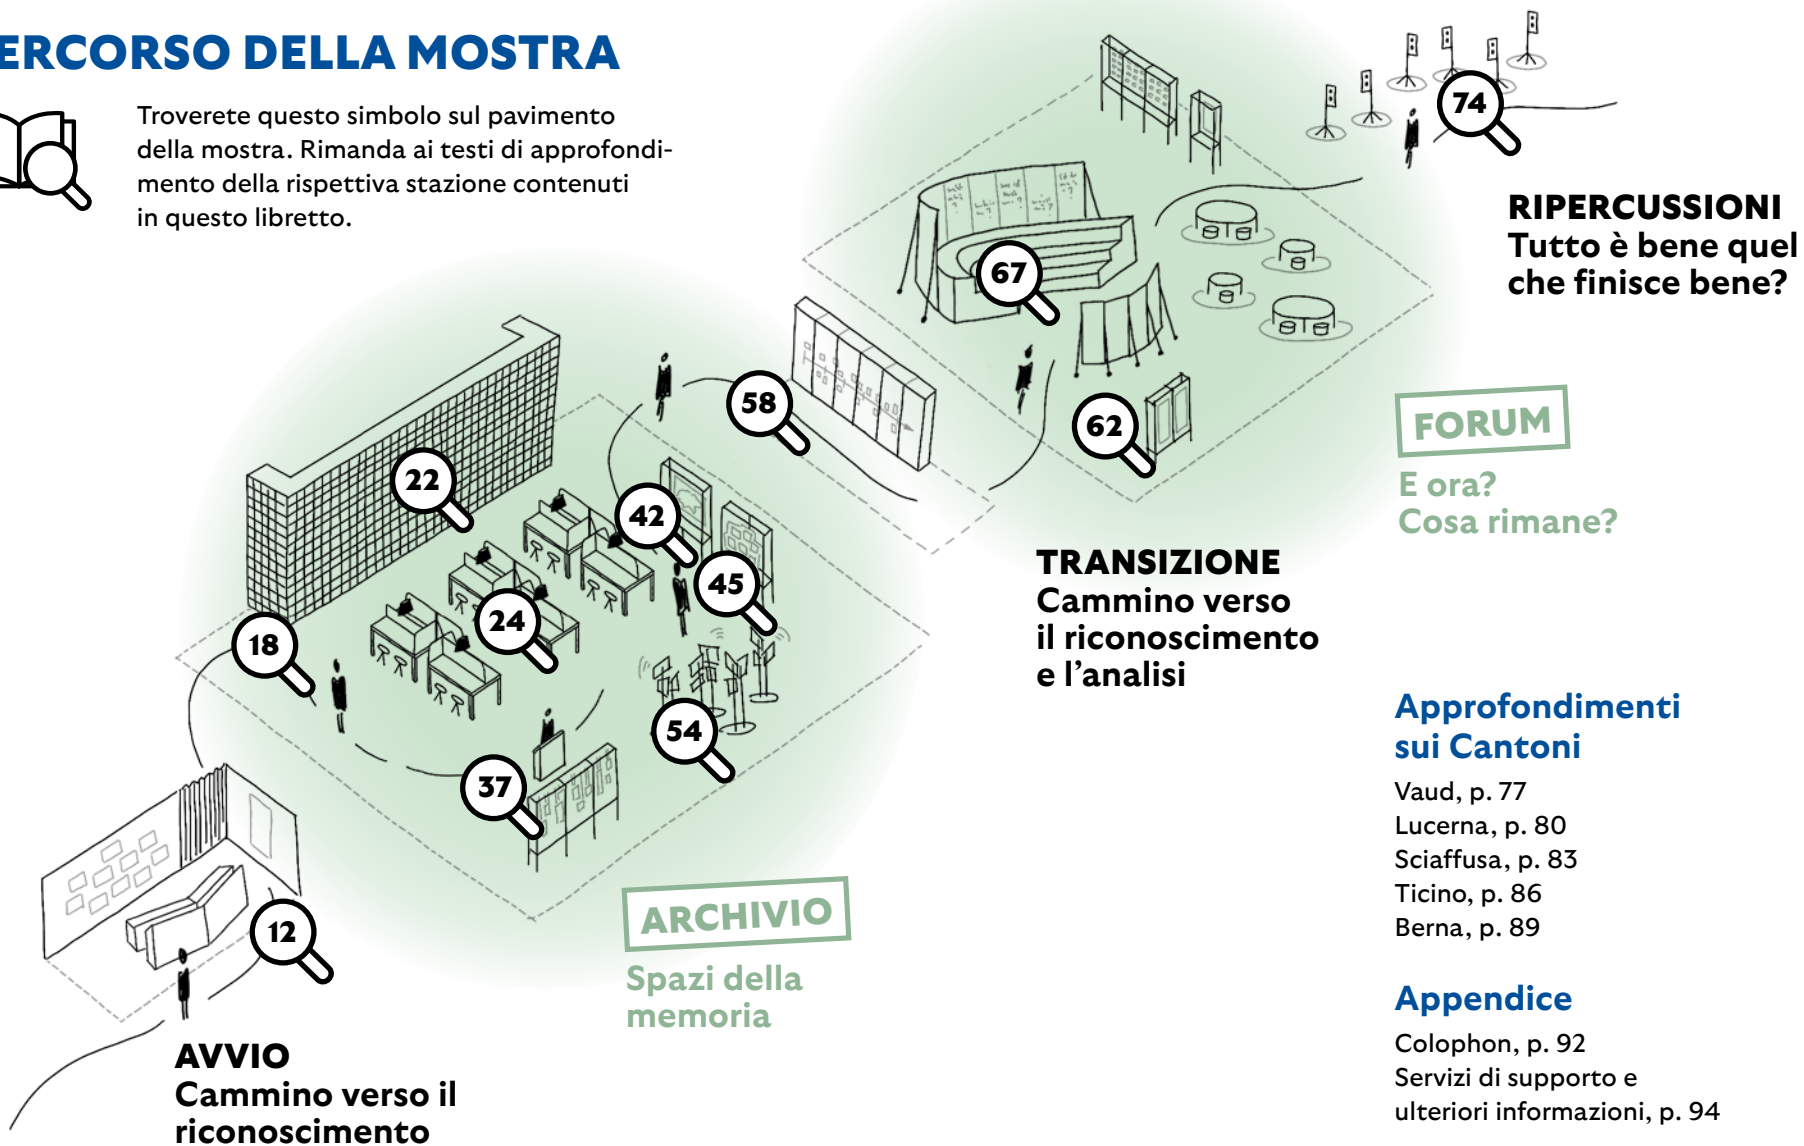 ERCORSO DELLA MOSTRA
Troverete questo simbolo sul pavimento
della mostra. Rimanda ai testi di approfondi-
mento della rispettiva stazione contenuti
in questo libretto.
74
RIPERCUSSIONI
Tutto è bene quel
che finisce bene?
67
58
62
FORUM
E ora?
Cosa rimane?
22
42
45
24
18
54
37
12
TRANSIZIONE
Cammino verso
il riconoscimento
e l’analisi
ARCHIVIO
Spazi della
memoria
AVVIO
Cammino verso il
riconoscimento
Approfondimenti
sui Cantoni
Vaud, p. 77
Lucerna, p. 80
Sciaffusa, p. 83
Ticino, p. 86
Berna, p. 89
Appendice
Colophon, p. 92
Servizi di supporto e
ulteriori informazioni, p. 94